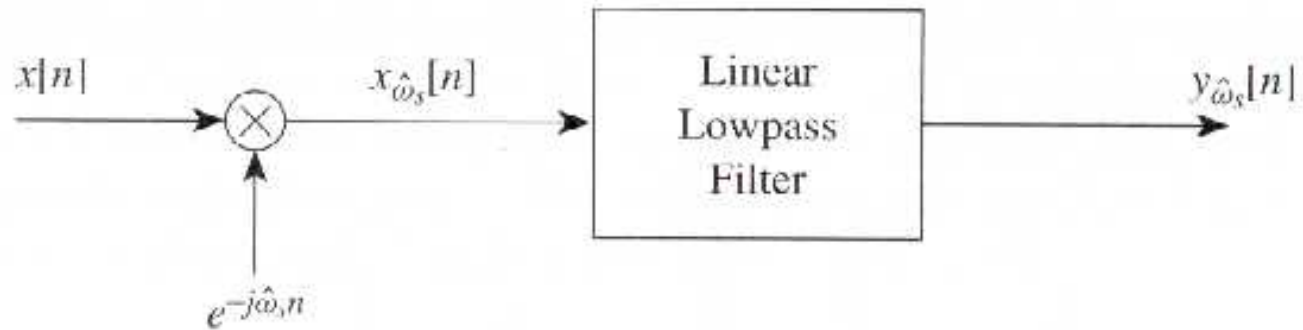 x[n]
x_{ω̂_s}[n]
Linear
Lowpass
Filter
y_{ω̂_s}[n]
e^{-jω̂_s n}